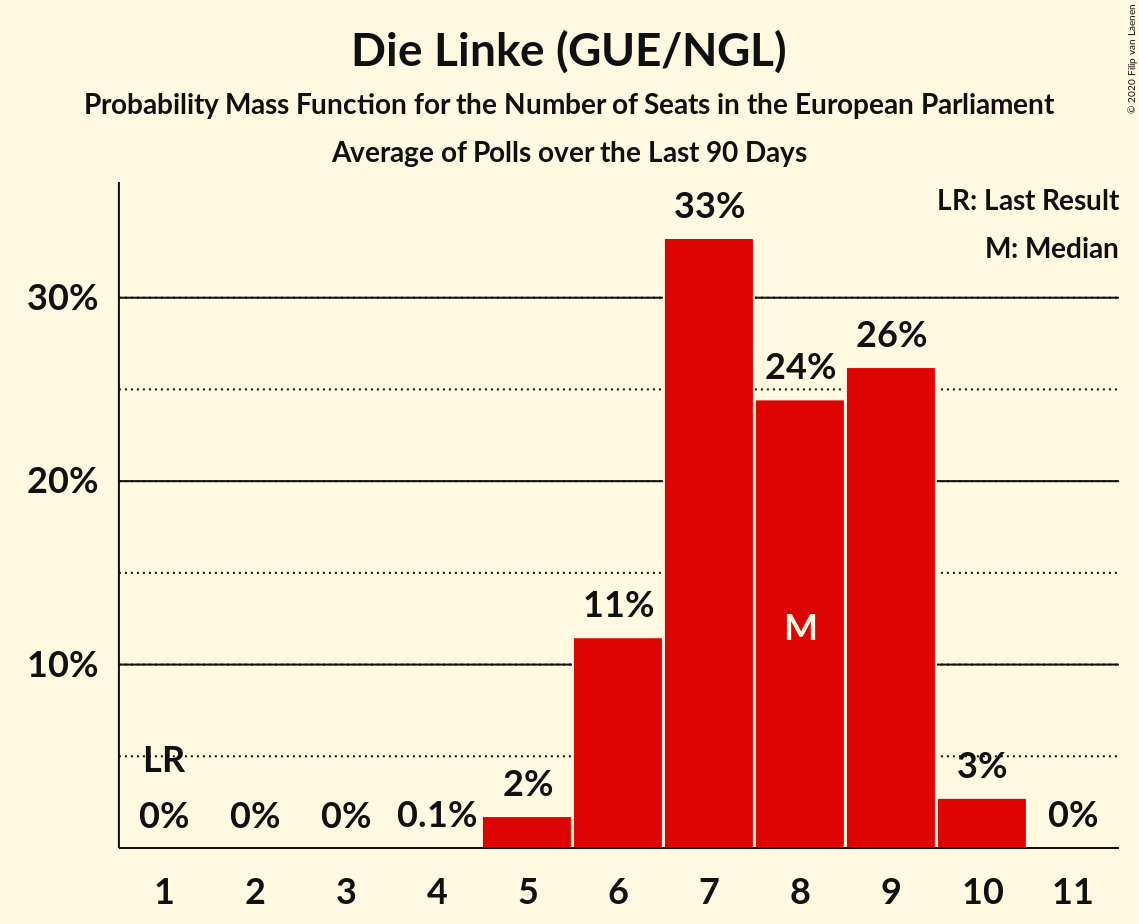 Die Linke (GUE/NGL)
Probability Mass Function for the Number of Seats in the European Parliament
Average of Polls over the Last 90 Days
© 2020 Filip van Laenen
LR: Last Result
M: Median
33%
30%
26%
24%
20%
11%
M
10%
LR
3%
2%
0%
0%
0%
0.1%
0%
1 2 3 4 5 6 7 8 9 10 11